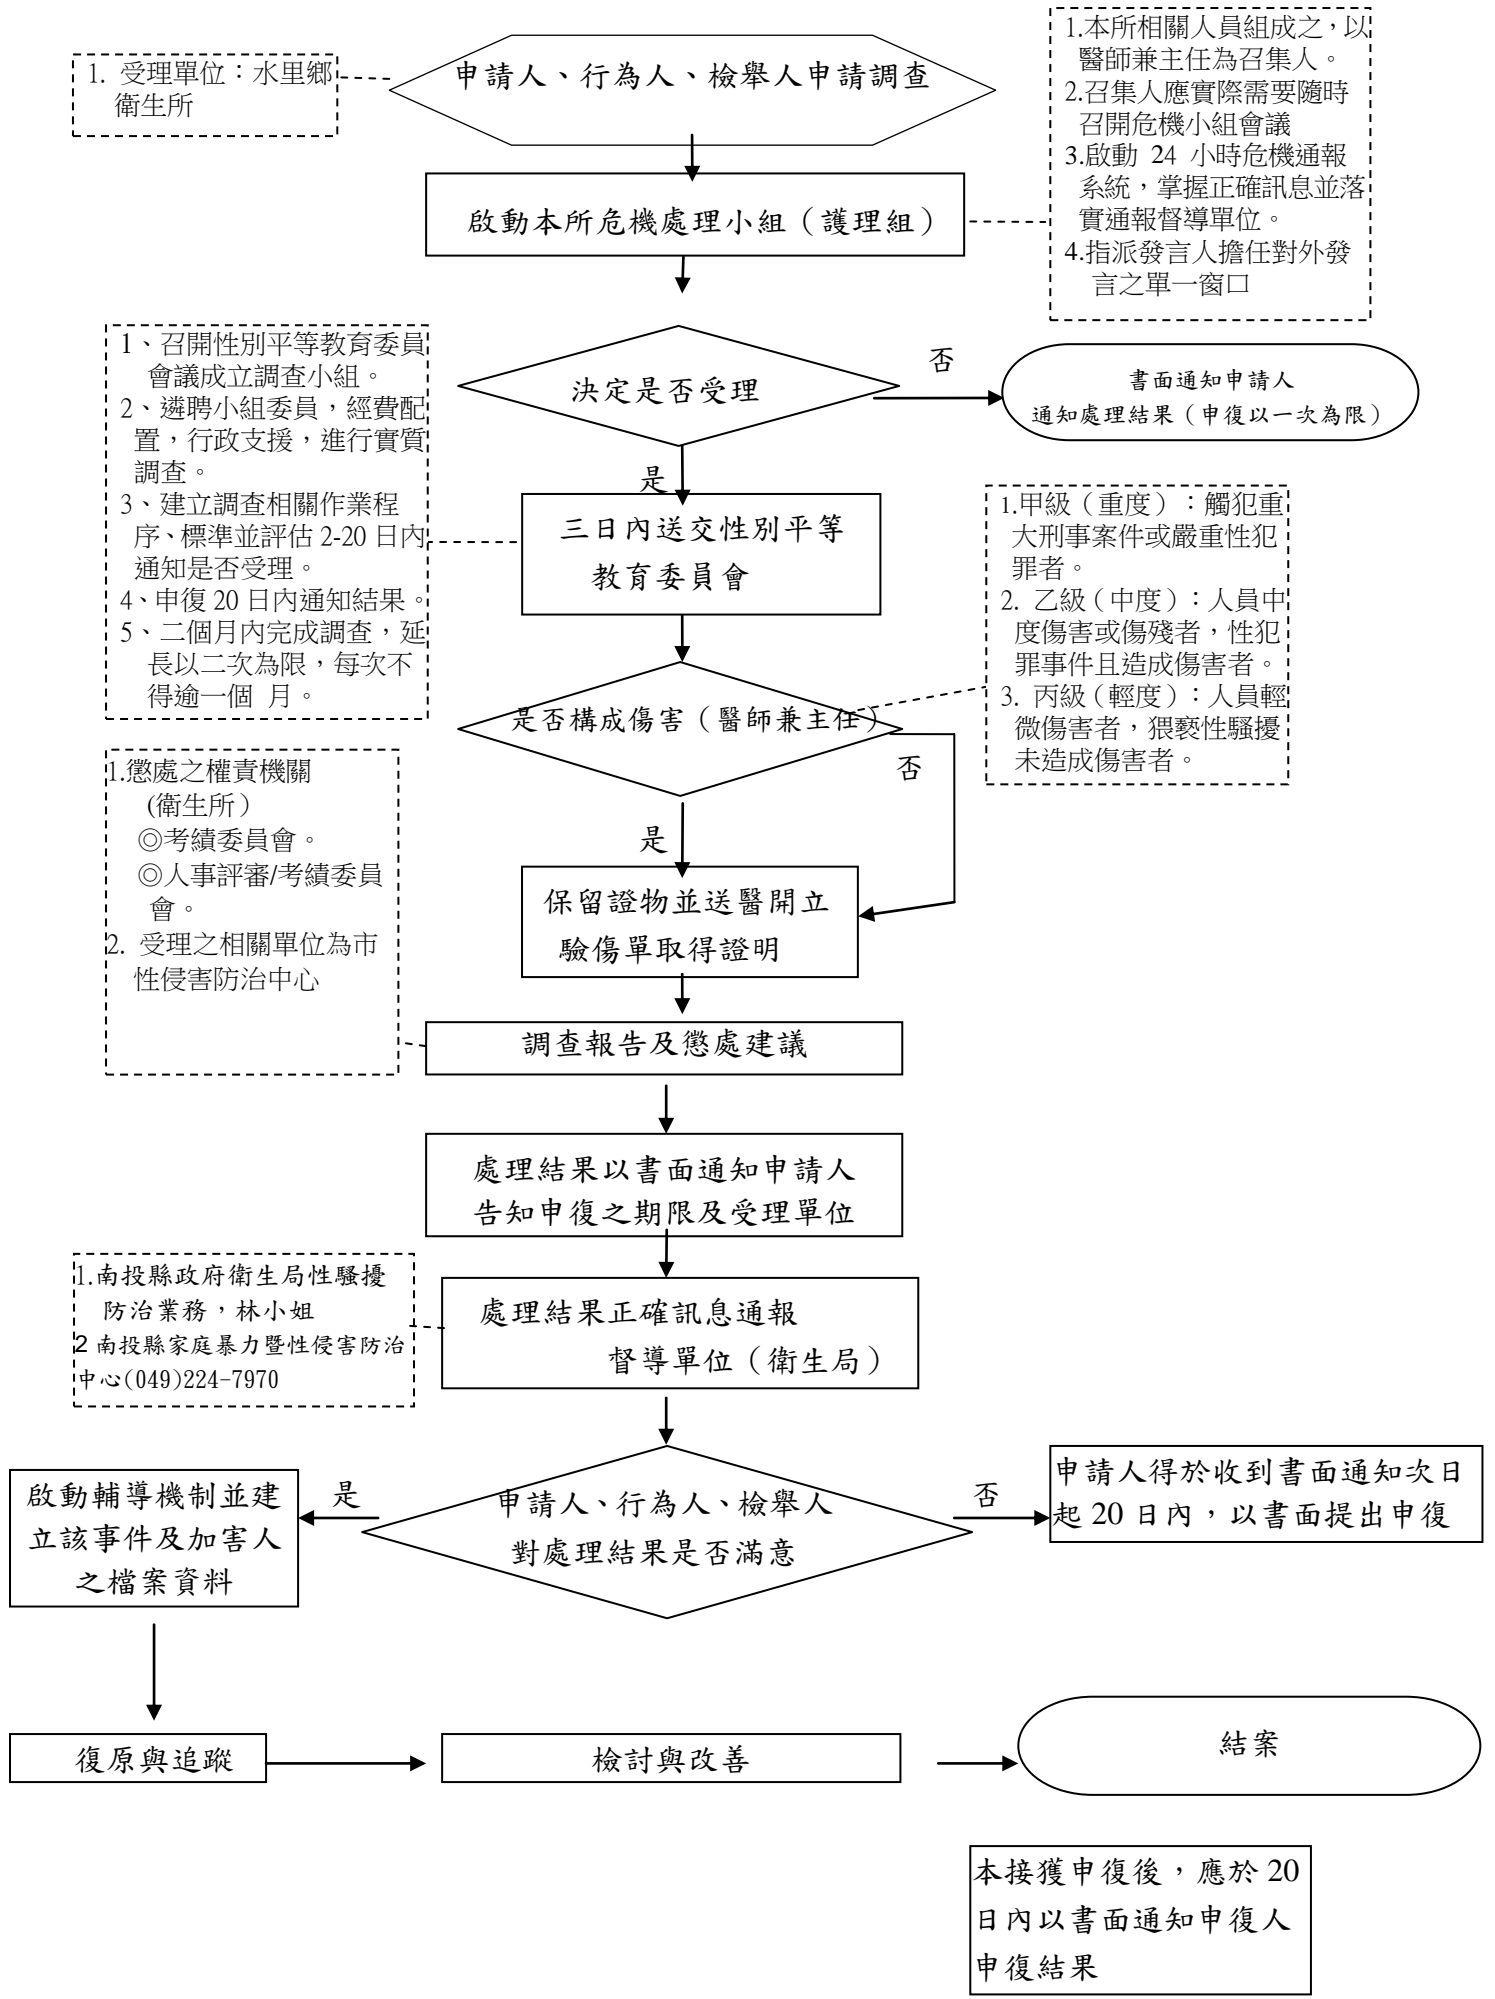 1. 受理單位：水里鄉
衛生所
申請人、行為人、檢舉人申請調查
1.本所相關人員組成之，以
醫師兼主任為召集人。
2.召集人應實際需要隨時
召開危機小組會議
3.啟動 24 小時危機通報
系統，掌握正確訊息並落
實通報督導單位。
4.指派發言人擔任對外發
言之單一窗口
啟動本所危機處理小組（護理組）
決定是否受理
否
書面通知申請人
通知處理結果（申復以一次為限）
1、召開性別平等教育委員
會議成立調查小組。
2、遴聘小組委員，經費配
置，行政支援，進行實質
調查。
3、建立調查相關作業程
序、標準並評估 2-20 日內
通知是否受理。
4、申復 20 日內通知結果。
5、二個月內完成調查，延
長以二次為限，每次不
得逾一個 月。
是
三日內送交性別平等
教育委員會
1.甲級（重度）：觸犯重
大刑事案件或嚴重性犯
罪者。
2. 乙級（中度）：人員中
度傷害或傷殘者，性犯
罪事件且造成傷害者。
3. 丙級（輕度）：人員輕
微傷害者，猥褻性騷擾
未造成傷害者。
是否構成傷害（醫師兼主任）
否
是
1.懲處之權責機關
(衛生所）
◎考績委員會。
◎人事評審/考績委員
會。
2. 受理之相關單位為市
性侵害防治中心
保留證物並送醫開立
驗傷單取得證明
調查報告及懲處建議
處理結果以書面通知申請人
告知申復之期限及受理單位
1.南投縣政府衛生局性騷擾
防治業務，林小姐
2 南投縣家庭暴力暨性侵害防治
中心(049)224-7970
處理結果正確訊息通報
督導單位（衛生局）
申請人、行為人、檢舉人
對處理結果是否滿意
是
啟動輔導機制並建
立該事件及加害人
之檔案資料
否
申請人得於收到書面通知次日
起 20 日內，以書面提出申復
復原與追蹤
檢討與改善
結案
本接獲申復後，應於 20
日內以書面通知申復人
申復結果